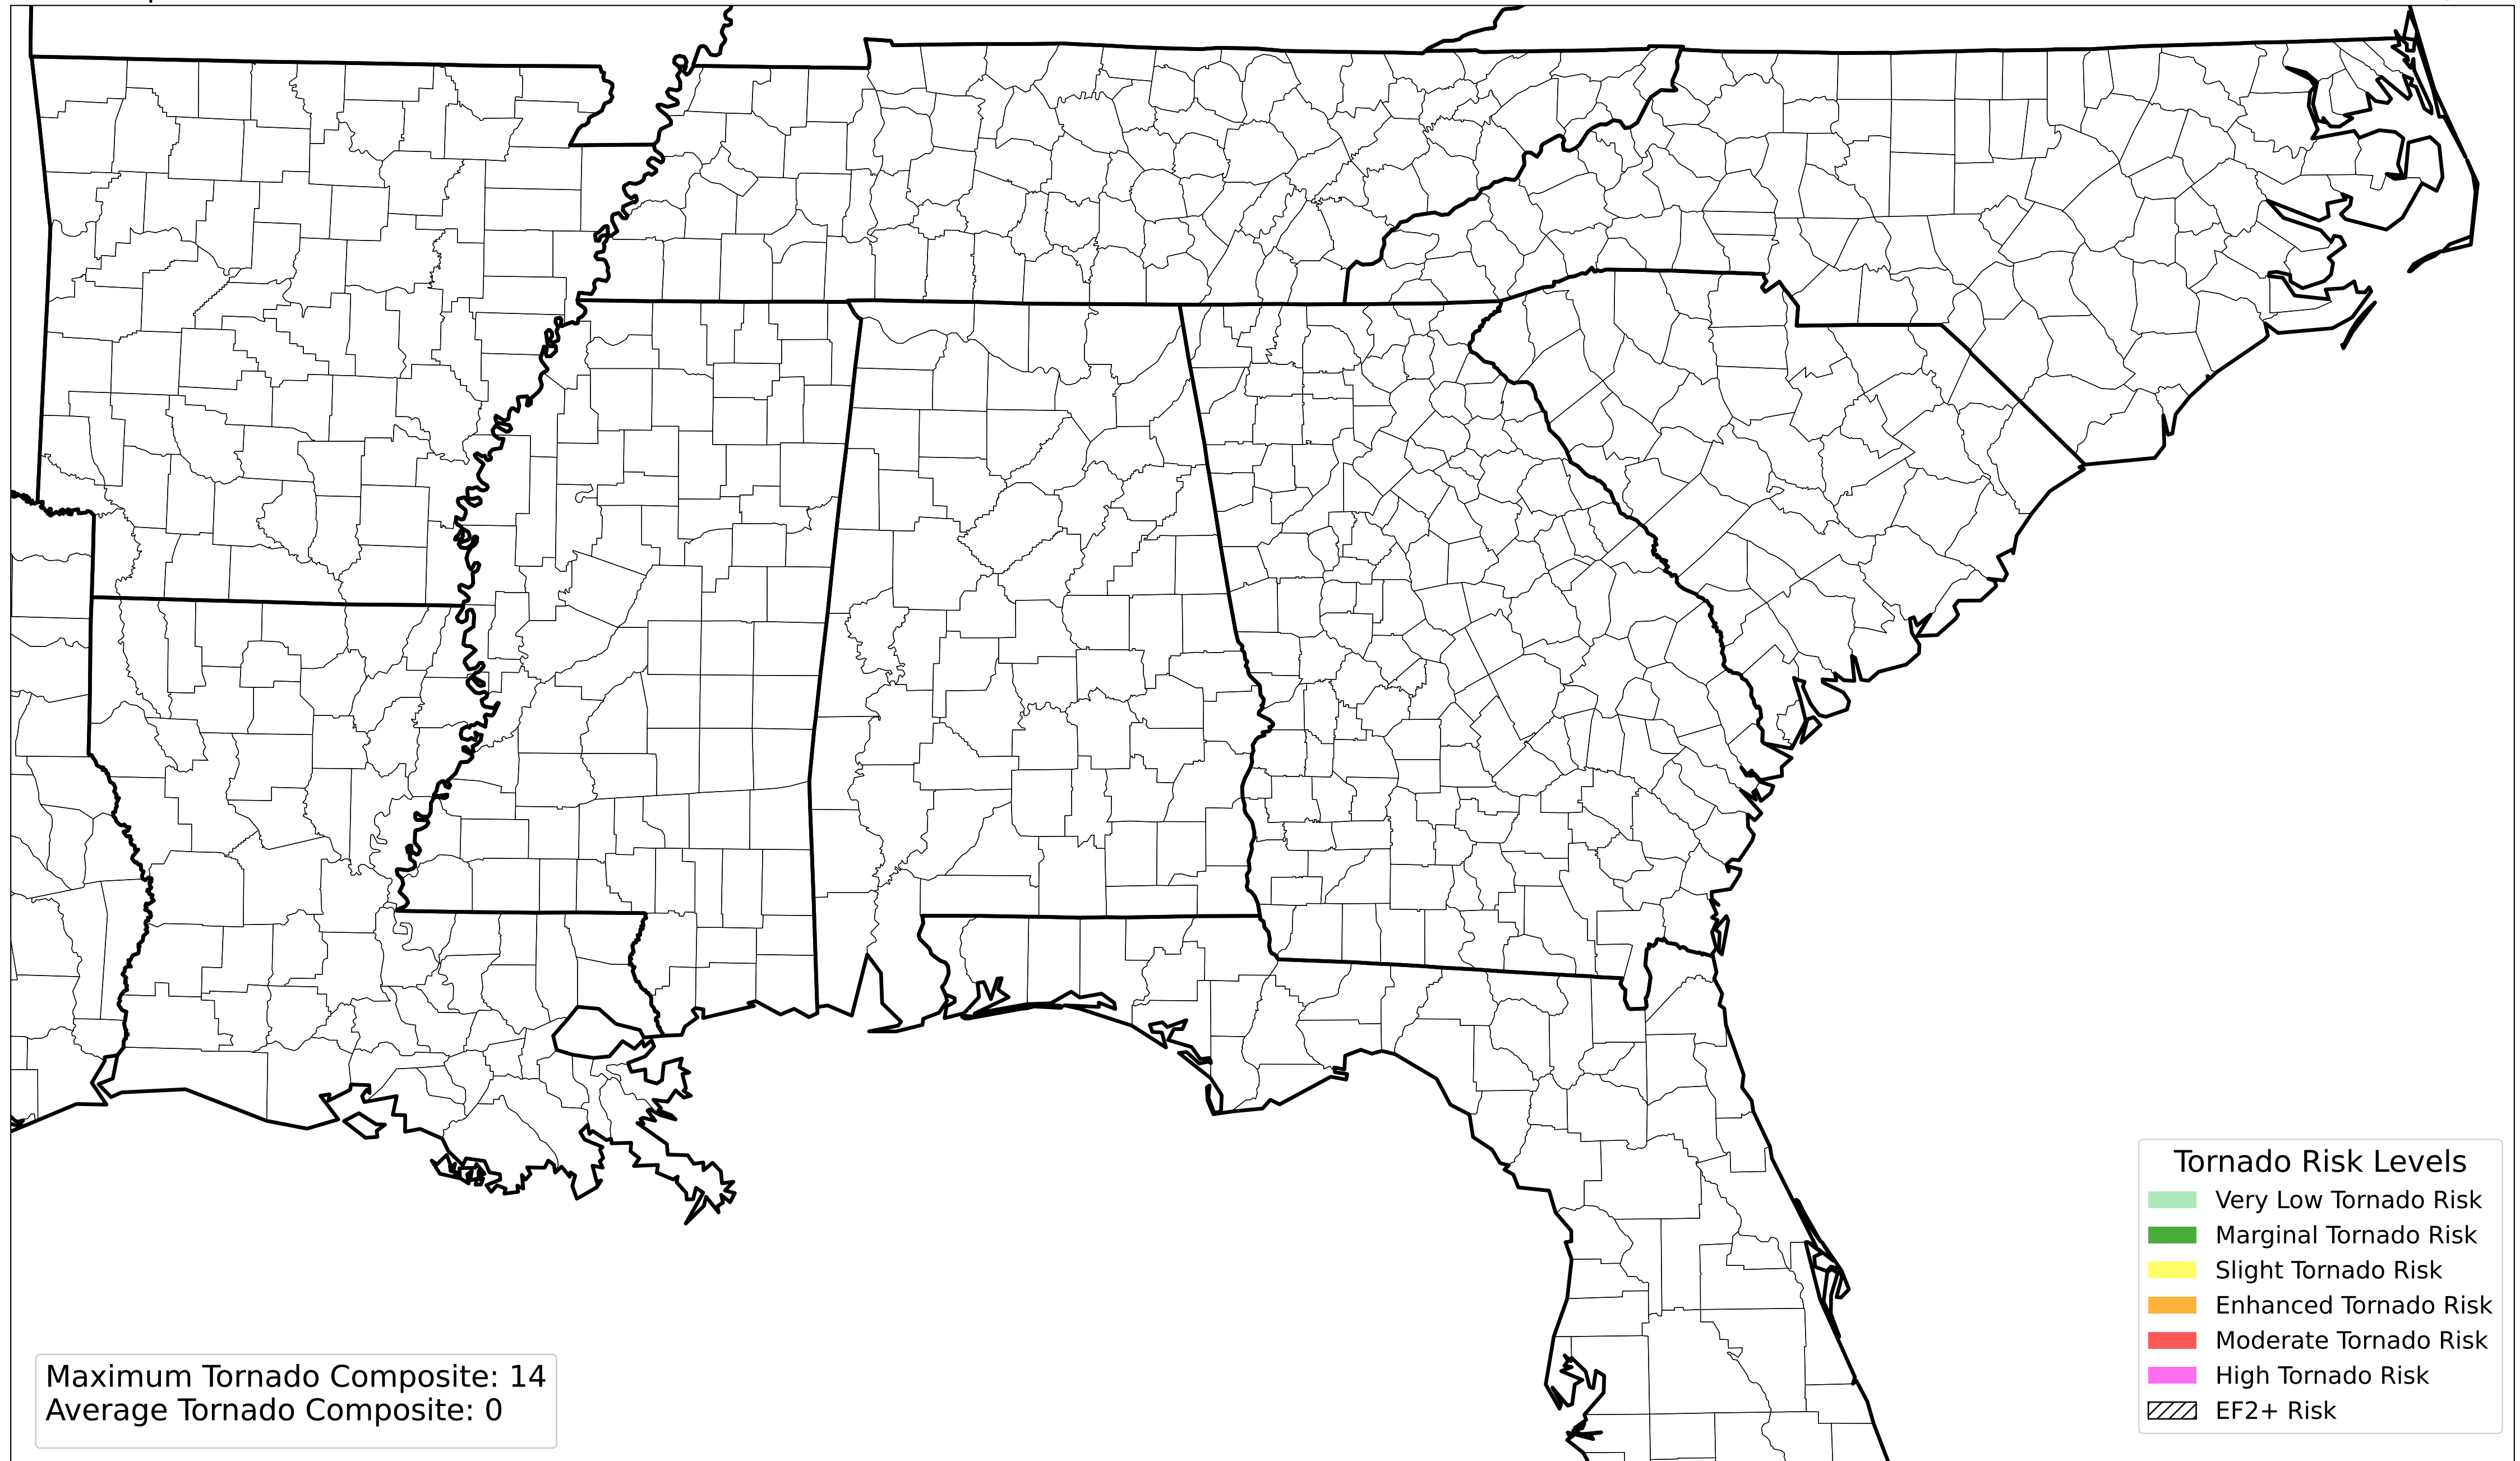 Tornado Risk Levels
Very Low Tornado Risk
Marginal Tornado Risk
Slight Tornado Risk
Enhanced Tornado Risk
Moderate Tornado Risk
High Tornado Risk
EF2+ Risk
Maximum Tornado Composite: 14
Average Tornado Composite: 0